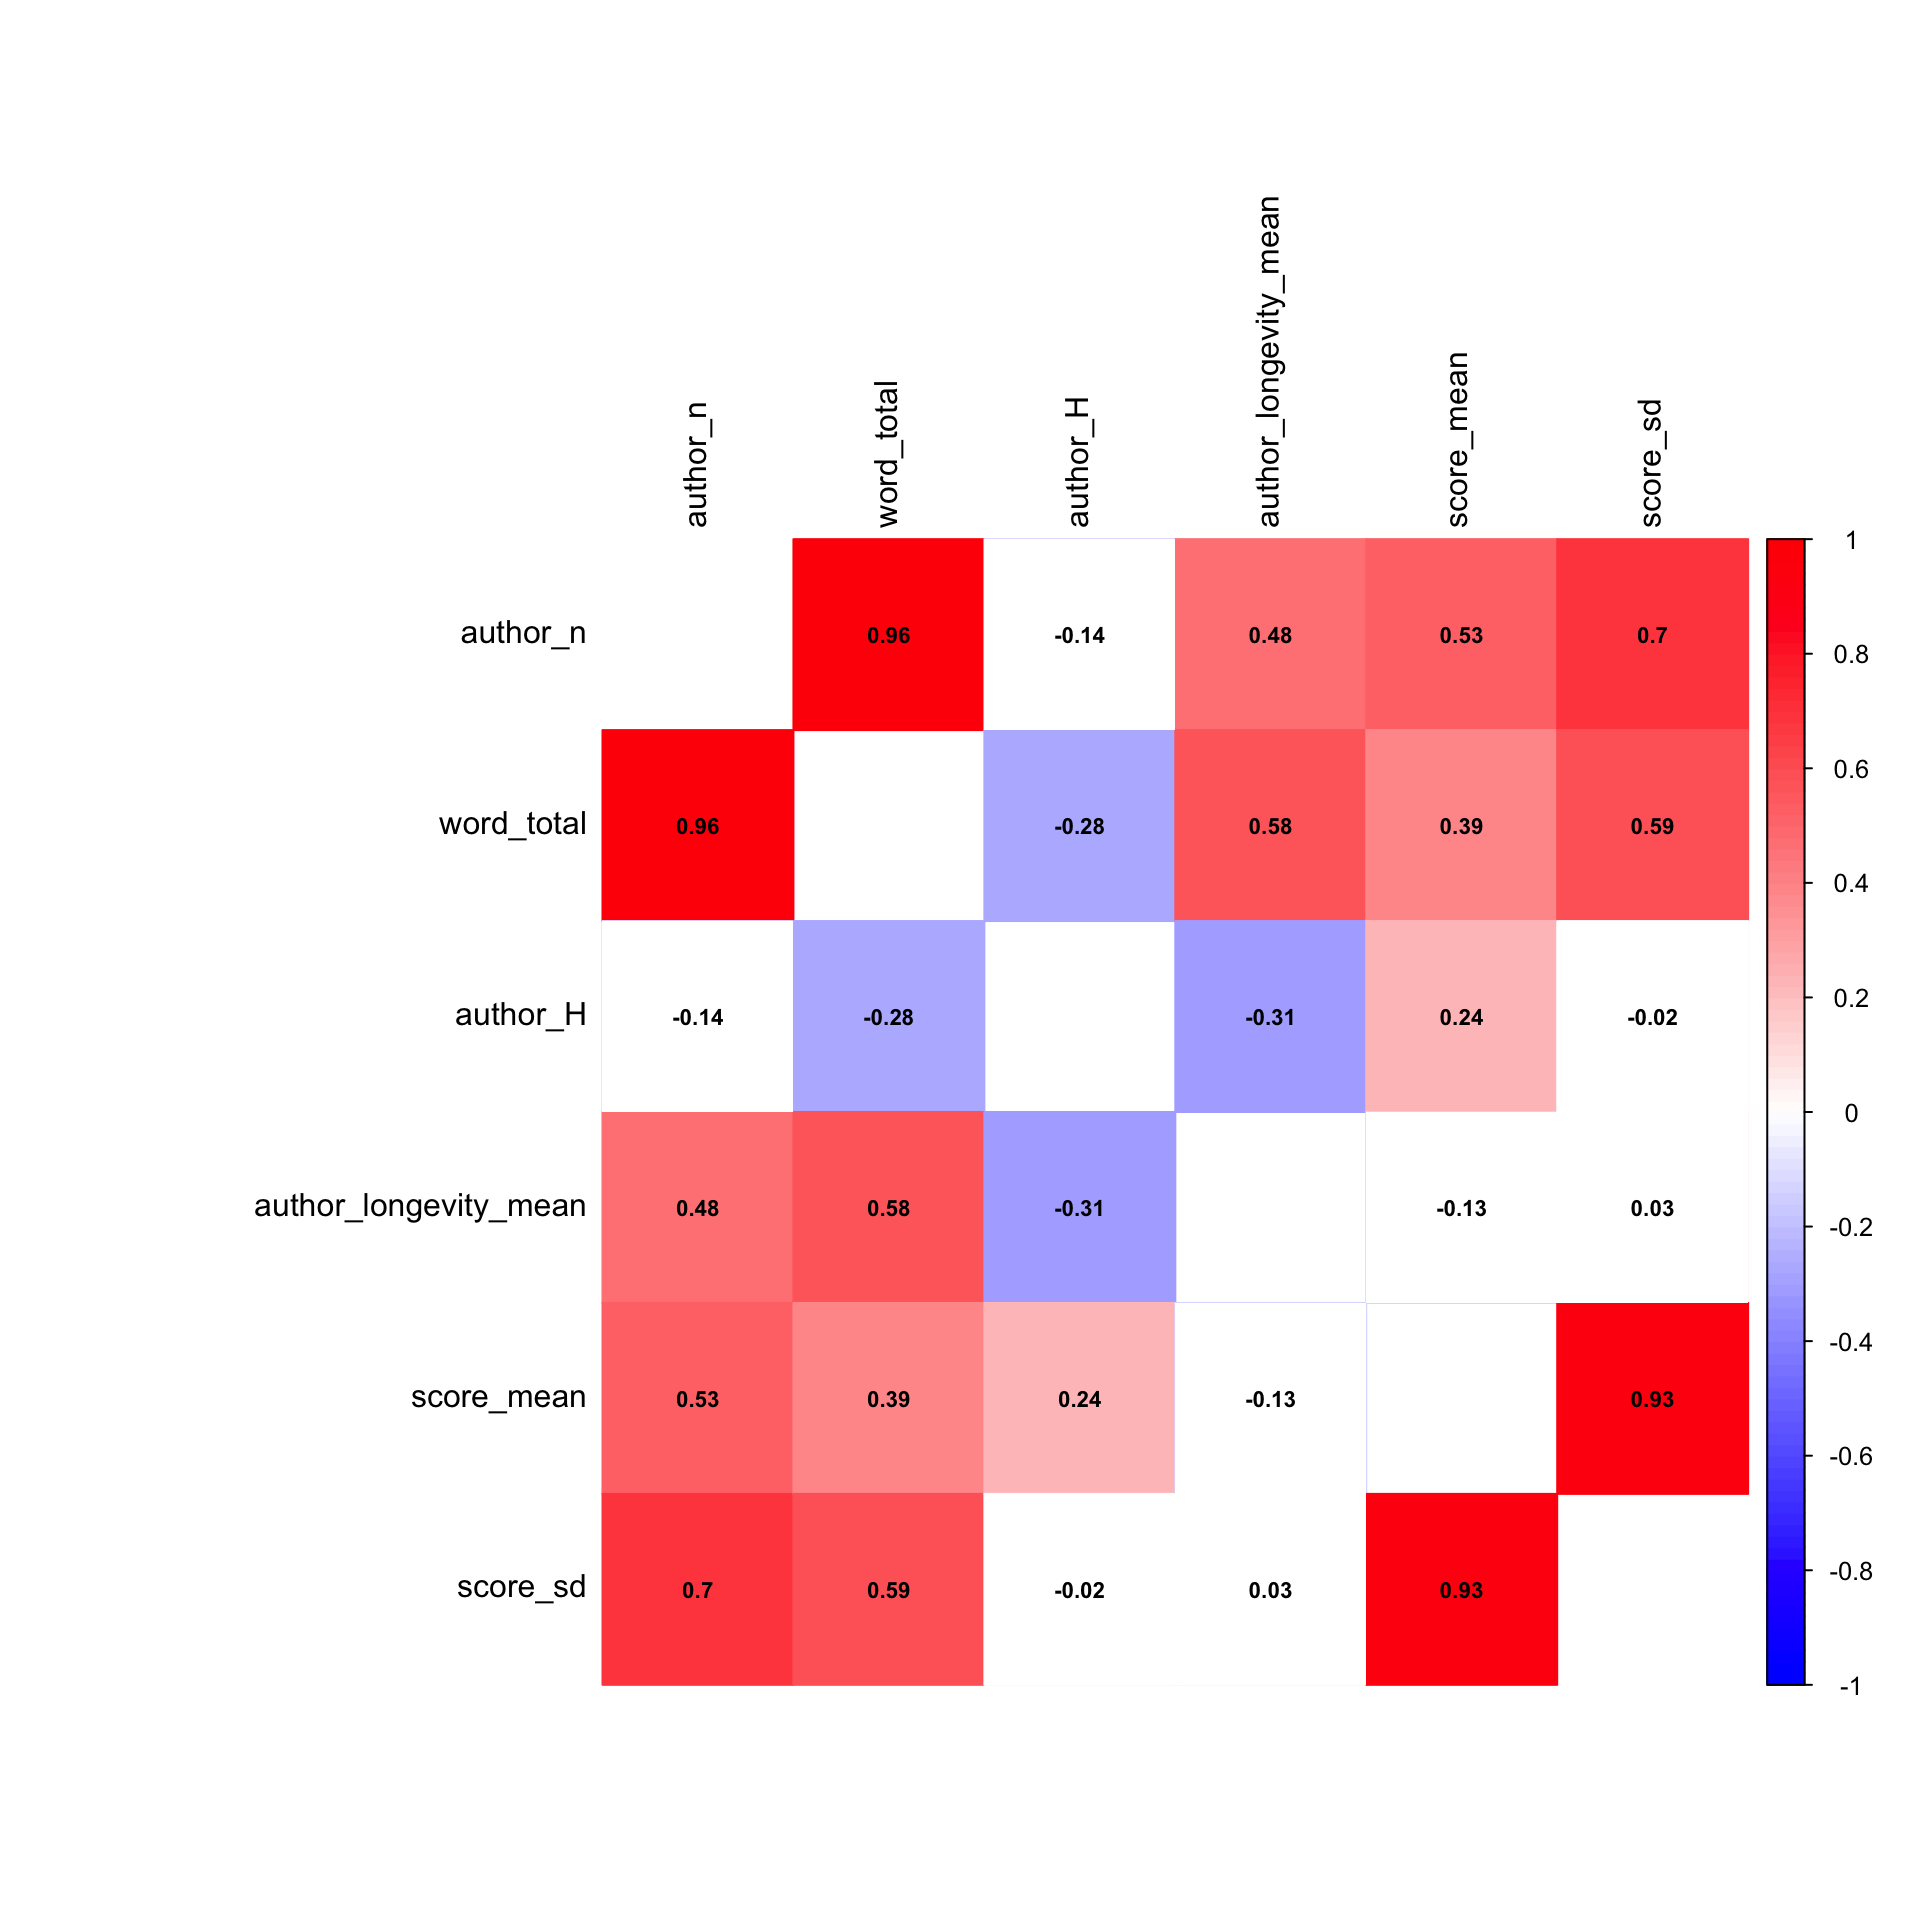 author_n
word_total
author_H
author_longevity_mean
score_mean
score_sd
author_n 0.96 -0.14 0.48 0.53 0.7
word_total 0.96 -0.28 0.58 0.39 0.59
author_H -0.14 -0.28 -0.31 0.24 -0.02
author_longevity_mean 0.48 0.58 -0.31 -0.13 0.03
score_mean 0.53 0.39 0.24 -0.13 0.93
score_sd 0.7 0.59 -0.02 0.03 0.93
1
0.8
0.6
0.4
0.2
0
-0.2
-0.4
-0.6
-0.8
-1